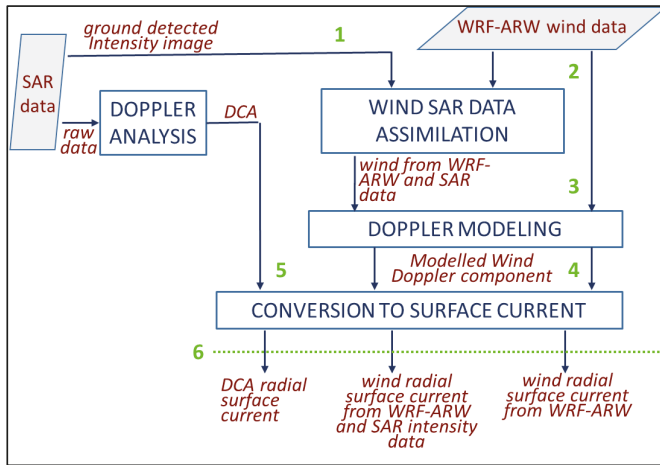 ground detected
Intensity image
1
WRF-ARW wind data
SAR
data
2
DOPPLER
ANALYSIS
DCA
raw
data
WIND SAR DATA
ASSIMILATION
wind from WRF-
ARW and SAR
data
3
DOPPLER MODELING
5
Modelled Wind
Doppler component
4
CONVERSION TO SURFACE CURRENT
6
DCA radial
surface
current
wind radial
surface current
from WRF-ARW
and SAR intensity
data
wind radial
surface current
from WRF-ARW